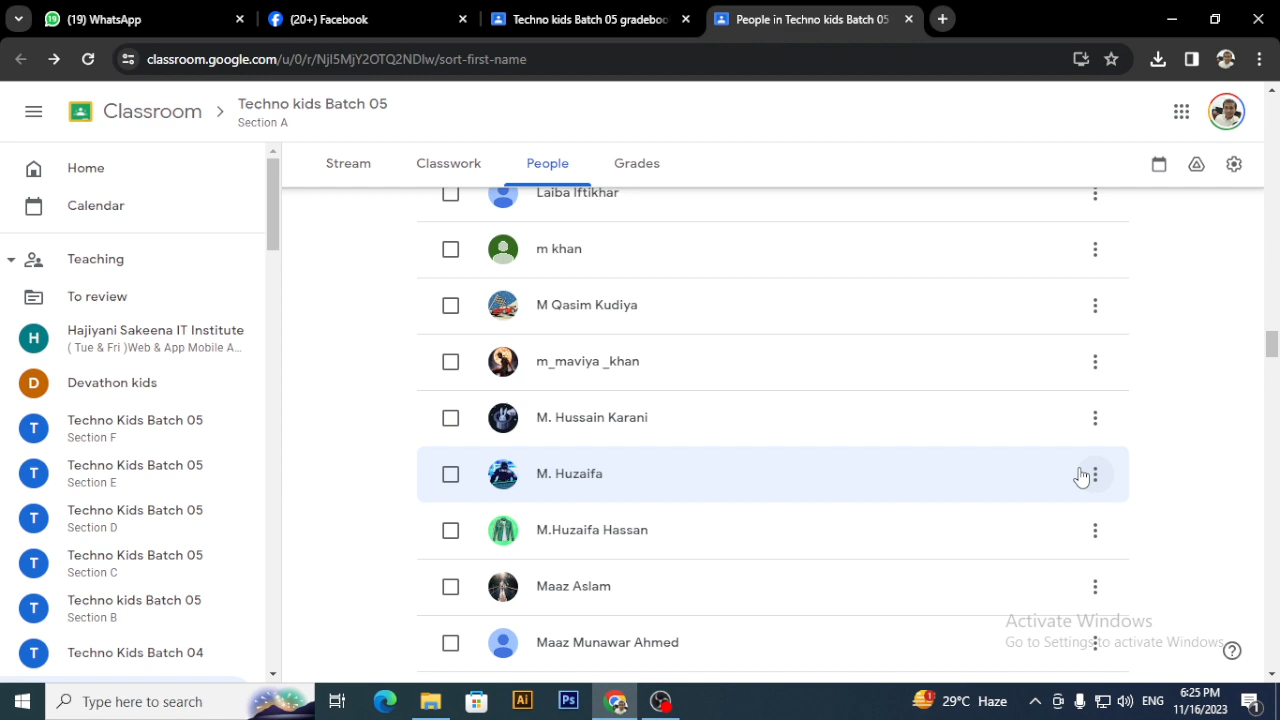 (19) WhatsApp
(20+) Facebook
Techno kids Batch 05 gradeboo
People in Techno kids Batch 05
classroom.google.com/u/0/r/NjI5MjY2OTQ2NDIw/sort-first-name
Classroom
Techno kids Batch 05
Section A
Home
Calendar
Teaching
To review
H
Hajiyani Sakeena IT Institute
( Tue & Fri )Web & App Mobile A...
D
Devathon kids
T
Techno Kids Batch 05
Section F
T
Techno Kids Batch 05
Section E
T
Techno Kids Batch 05
Section D
T
Techno Kids Batch 05
Section C
T
Techno kids Batch 05
Section B
T
Techno Kids Batch 04
Stream Classwork People Grades
Laiba Iftikhar
m khan
M Qasim Kudiya
m_maviya _khan
M. Hussain Karani
M. Huzaifa
M.Huzaifa Hassan
Maaz Aslam
Maaz Munawar Ahmed
Activate Windows
Go to Settings to activate Windows.
Type here to search
Ai
Ps
1
29°C Haze
ENG
6:25 PM
11/16/2023
1